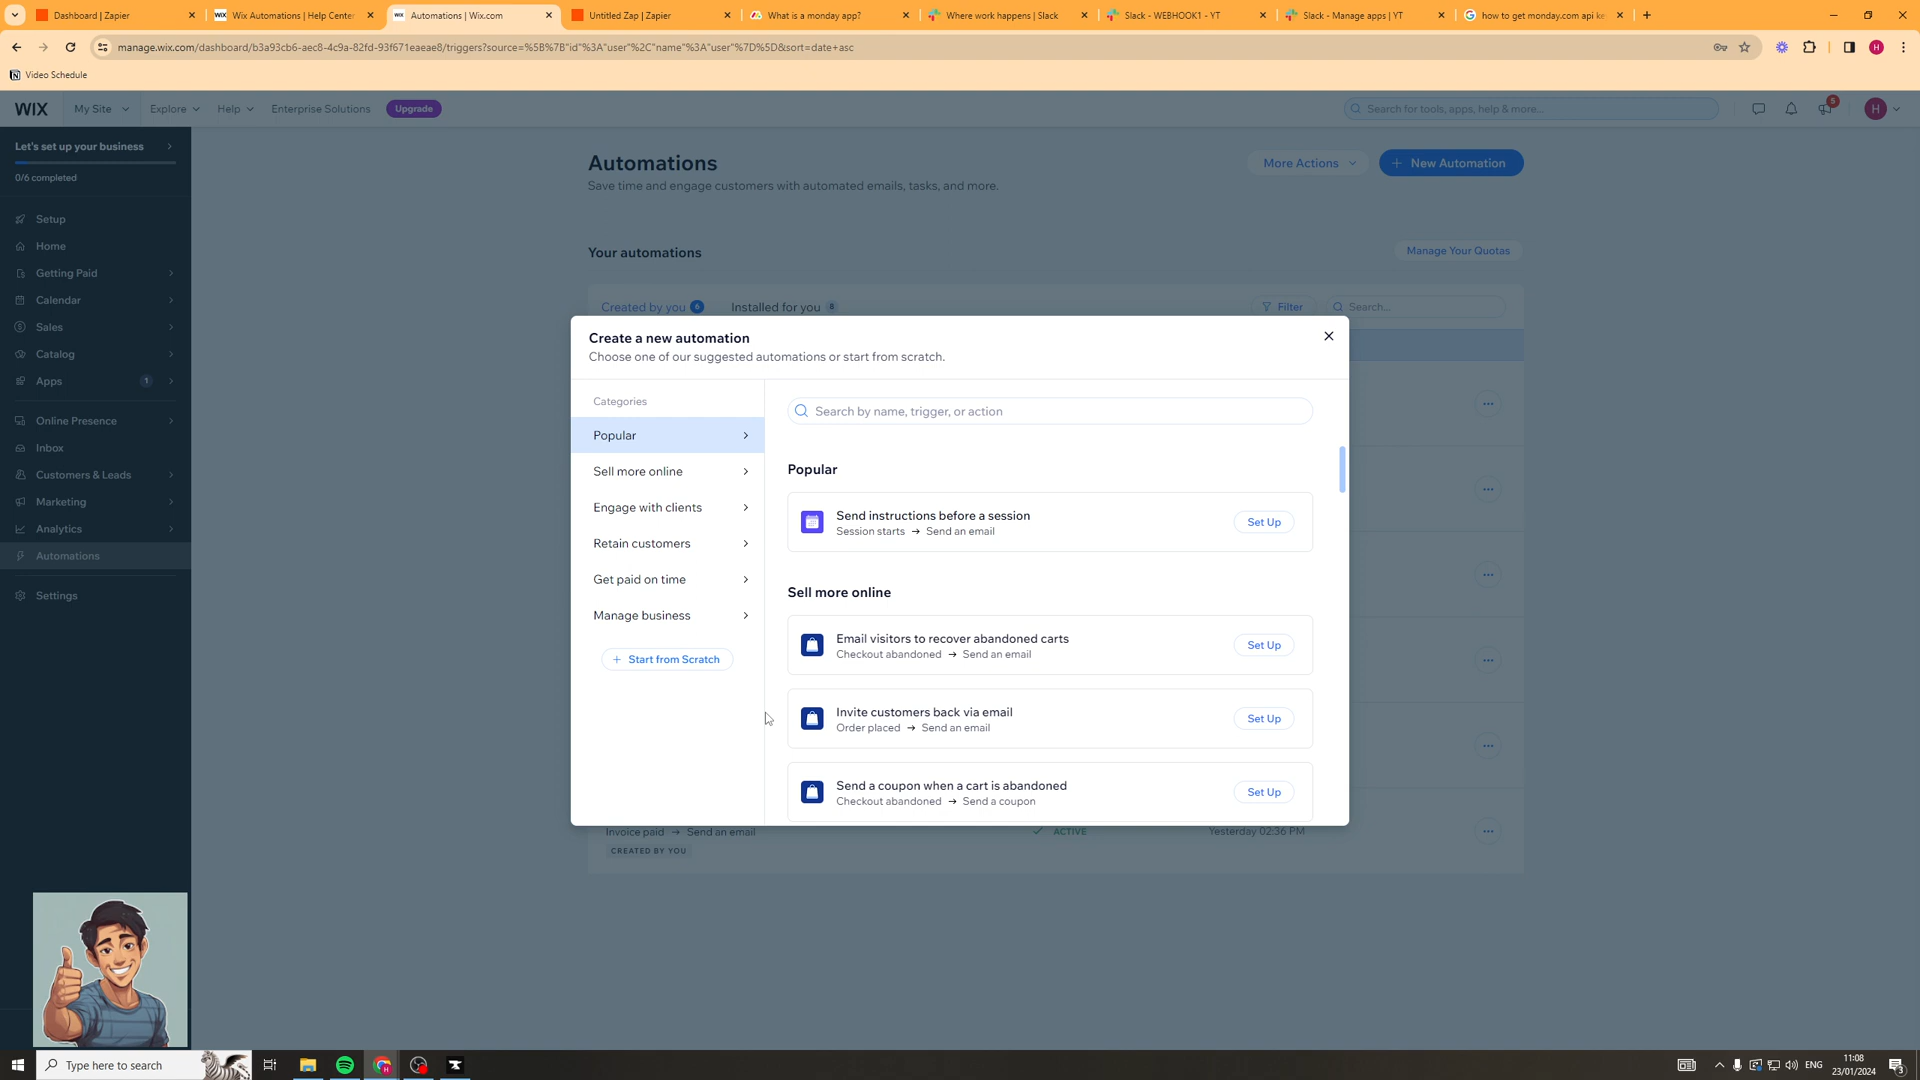 Dashboard | Zapier
Wix Automations | Help Center
Automations | Wix.com
Untitled Zap | Zapier
What is a monday app?
Where work happens | Slack
Slack - WEBHOOK1 - YT
Slack - Manage apps | YT
how to get monday.com api ke
manage.wix.com/dashboard/b3a93cb6-aec8-4c9a-82fd-93f671eaeae8/triggers?source=%5B%7B"id"%3A"user"%2C"name"%3A"user"%7D%5D&sort=date+asc
H
Video Schedule
WIX
My Site
Explore
Help
Enterprise Solutions
Upgrade
Search for tools, apps, help & more...
5
H
Let's set up your business
0/6 completed
Setup
Home
Getting Paid
Calendar
Sales
Catalog
Apps
1
Online Presence
Inbox
Customers & Leads
Marketing
Analytics
Automations
Settings
Automations
Save time and engage customers with automated emails, tasks, and more.
More Actions
+ New Automation
Your automations
Manage Your Quotas
Created by you 6
Installed for you 8
Filter
Search...
Create a new automation
Choose one of our suggested automations or start from scratch.
Categories
Popular
Sell more online
Engage with clients
Retain customers
Get paid on time
Manage business
+ Start from Scratch
Search by name, trigger, or action
Popular
Send instructions before a session
Session starts → Send an email
Set Up
Sell more online
Email visitors to recover abandoned carts
Checkout abandoned → Send an email
Set Up
Invite customers back via email
Order placed → Send an email
Set Up
Send a coupon when a cart is abandoned
Checkout abandoned → Send a coupon
Set Up
Invoice paid → Send an email
ACTIVE
Yesterday 02:36 PM
CREATED BY YOU
Type here to search
ENG
11:08
23/01/2024
3